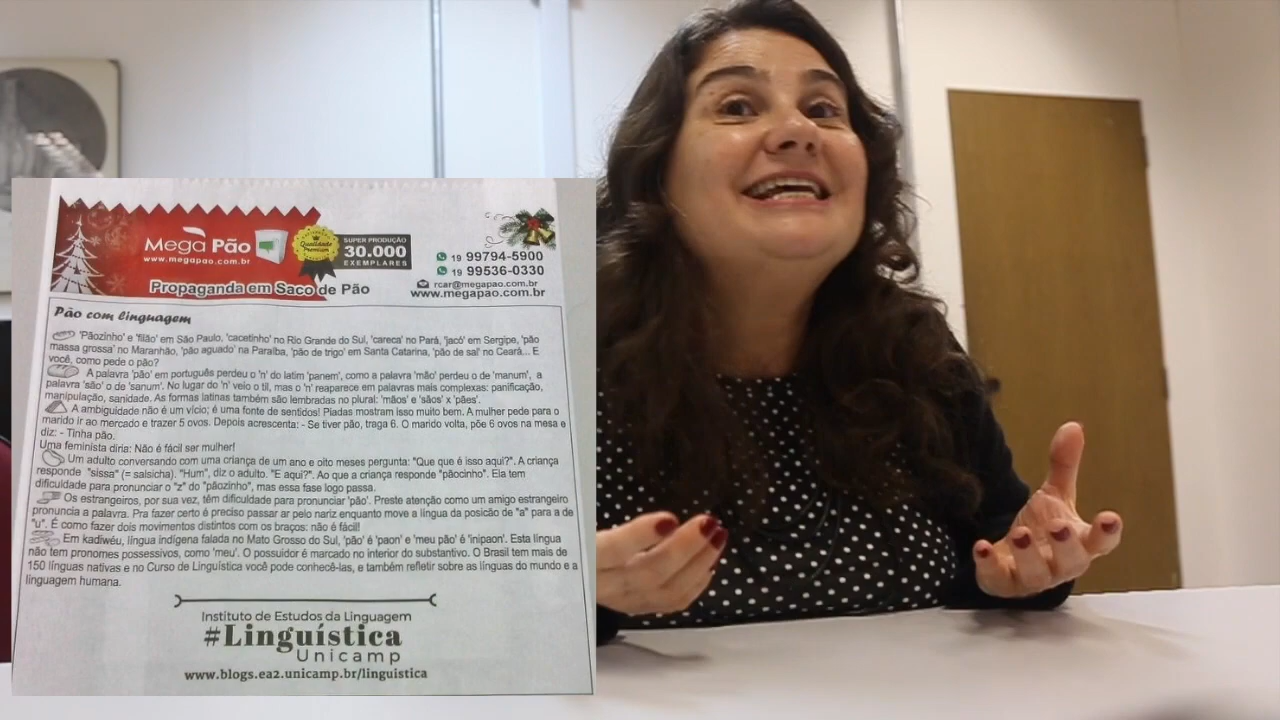 Mega Pão
www.megapao.com.br
Qualidade Premium
SUPER PRODUÇÃO
30.000
EXEMPLARES
19 99794-5900
19 99536-0330
rcar@megapao.com.br
www.megapao.com.br
Propaganda em Saco de Pão
Pão com linguagem
'Pãozinho' e 'filão' em São Paulo, 'cacetinho' no Rio Grande do Sul, 'careca' no Pará, 'jacó' em Sergipe, 'pão
massa grossa' no Maranhão, 'pão aguado' na Paraíba, 'pão de trigo' em Santa Catarina, 'pão de sal' no Ceará... E
você, como pede o pão?
A palavra 'pão' em português perdeu o 'n' do latim 'panem', como a palavra 'mão' perdeu o de 'manum', a
palavra 'são' o de 'sanum'. No lugar do 'n' veio o til, mas o 'n' reaparece em palavras mais complexas: panificação,
manipulação, sanidade. As formas latinas também são lembradas no plural: 'mãos' e 'sãos' x 'pães'.
A ambiguidade não é um vício; é uma fonte de sentidos! Piadas mostram isso muito bem. A mulher pede para o
marido ir ao mercado e trazer 5 ovos. Depois acrescenta: - Se tiver pão, traga 6. O marido volta, põe 6 ovos na mesa e
diz: - Tinha pão.
Uma feminista diria: Não é fácil ser mulher!
Um adulto conversando com uma criança de um ano e oito meses pergunta: "Que que é isso aqui?". A criança
responde "sissa" (= salsicha). "Hum", diz o adulto. "E aqui?". Ao que a criança responde "pãocinho". Ela tem
dificuldade para pronunciar o "z" do "pãozinho", mas essa fase logo passa.
Os estrangeiros, por sua vez, têm dificuldade para pronunciar 'pão'. Preste atenção como um amigo estrangeiro
pronuncia a palavra. Pra fazer certo é preciso passar ar pelo nariz enquanto move a língua da posicão de "a" para a de
"u". É como fazer dois movimentos distintos com os braços: não é fácil!
Em kadiwéu, língua indígena falada no Mato Grosso do Sul, 'pão' é 'paon' e 'meu pão' é 'inipaon'. Esta língua
não tem pronomes possessivos, como 'meu'. O possuidor é marcado no interior do substantivo. O Brasil tem mais de
150 línguas nativas e no Curso de Linguística você pode conhecê-las, e também refletir sobre as línguas do mundo e a
linguagem humana.
Instituto de Estudos da Linguagem
#Linguística
Unicamp
www.blogs.ea2.unicamp.br/linguistica